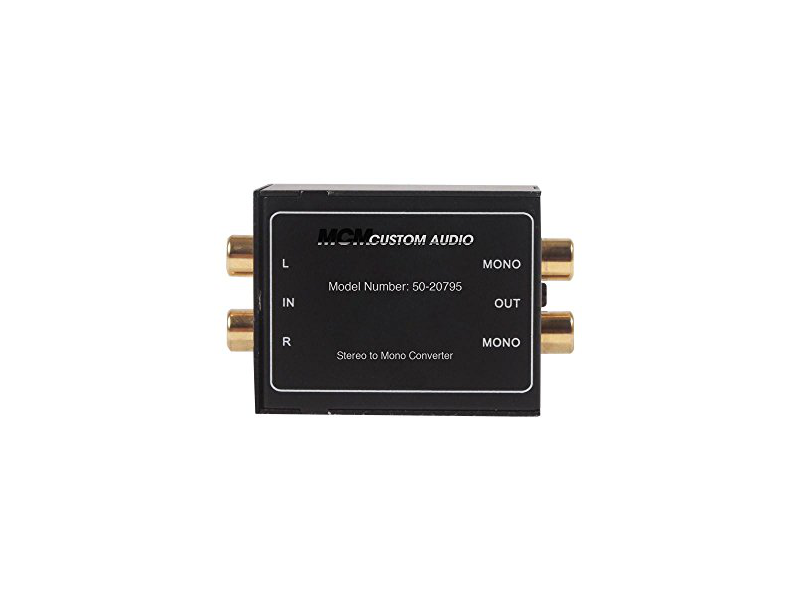 MCM CUSTOM AUDIO
L MONO
Model Number: 50-20795
IN OUT
R MONO
Stereo to Mono Converter